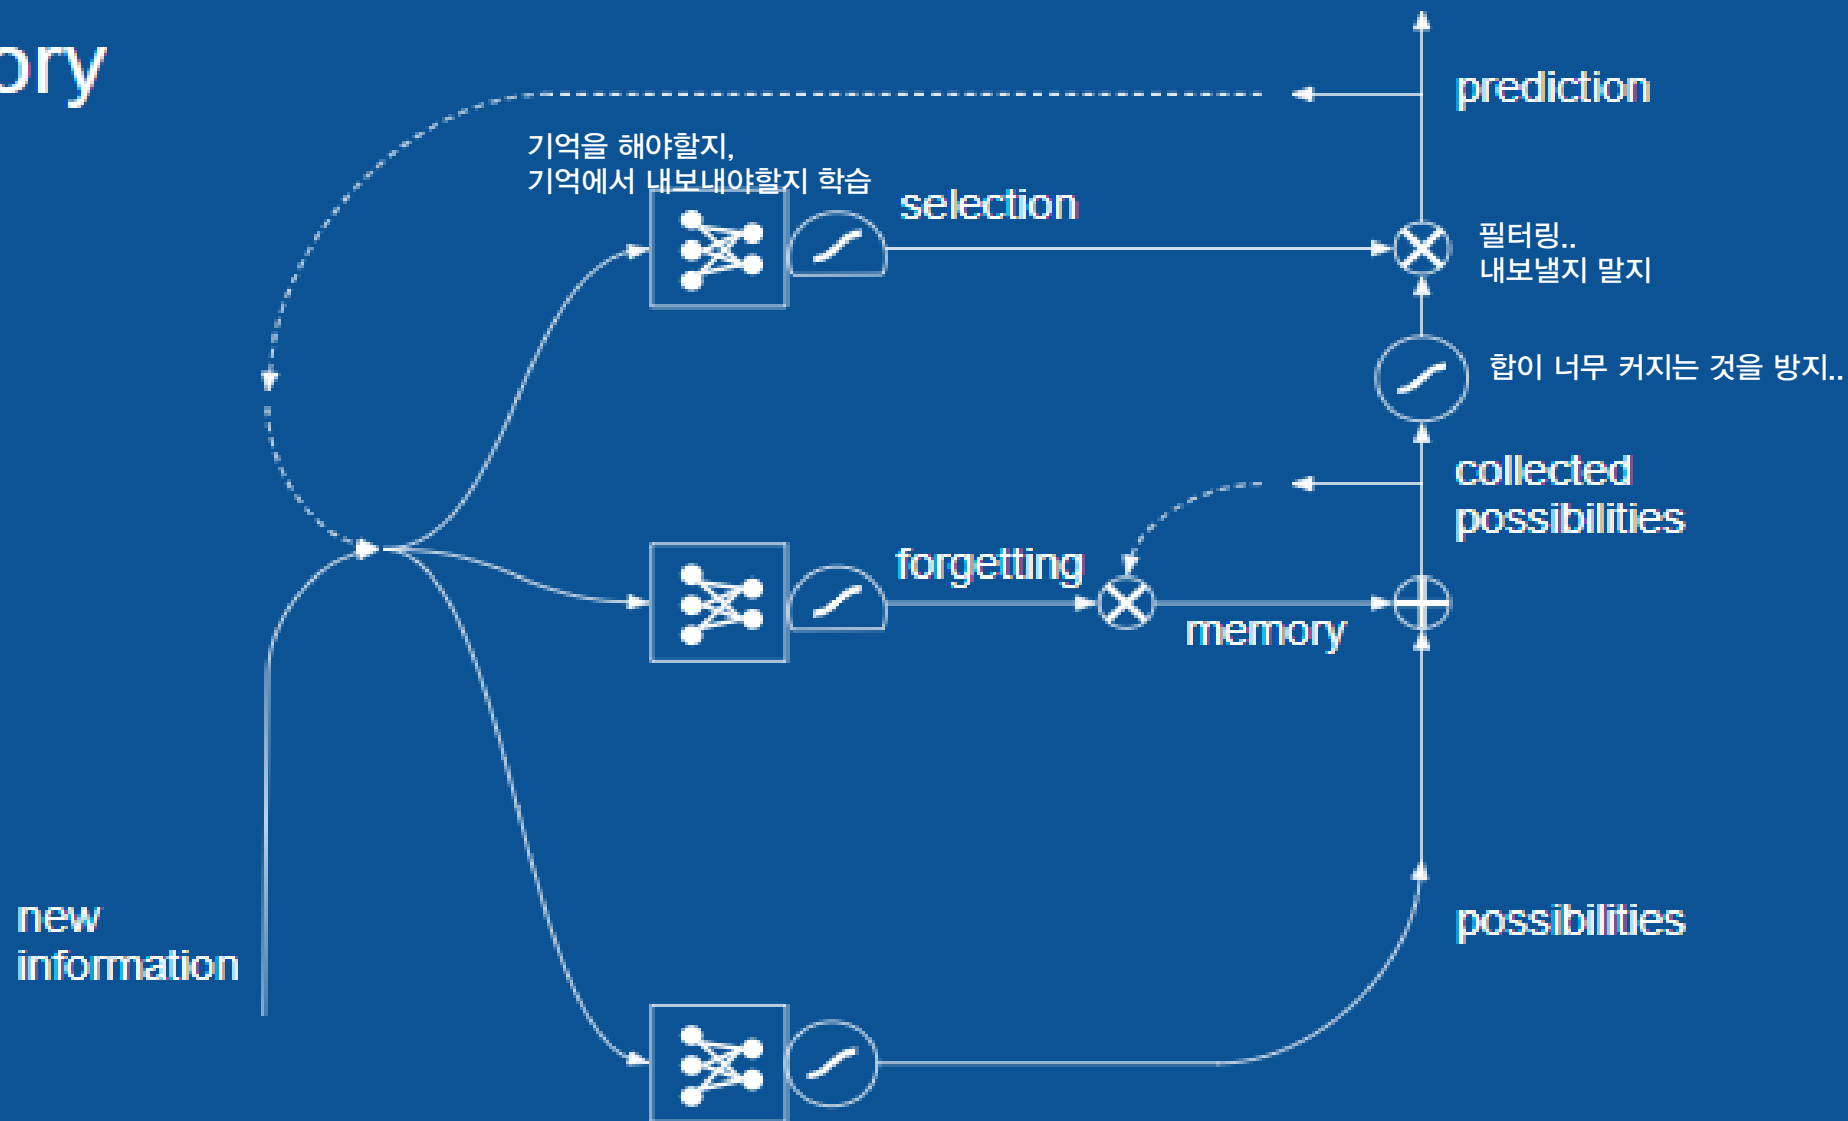 ory
prediction
기억을 해야할지,
기억에서 내보내야할지 학습
selection
필터링..
내보낼지 말지
합이 너무 커지는 것을 방지..
collected
possibilities
forgetting
memory
new
information
possibilities